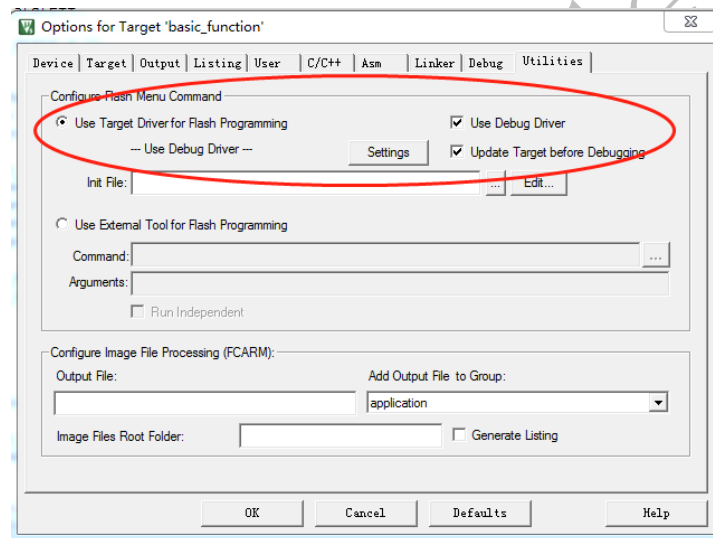 Options for Target 'basic_function'
Device Target Output Listing User C/C++ Asm Linker Debug Utilities
Configure Flash Menu Command
Use Target Driver for Flash Programming Use Debug Driver
--- Use Debug Driver --- Settings Update Target before Debugging
Init File: ... Edit...
Use External Tool for Flash Programming
Command: ...
Arguments:
Run Independent
Configure Image File Processing (FCARM):
Output File: Add Output File to Group:
application
Image Files Root Folder: Generate Listing
OK Cancel Defaults Help